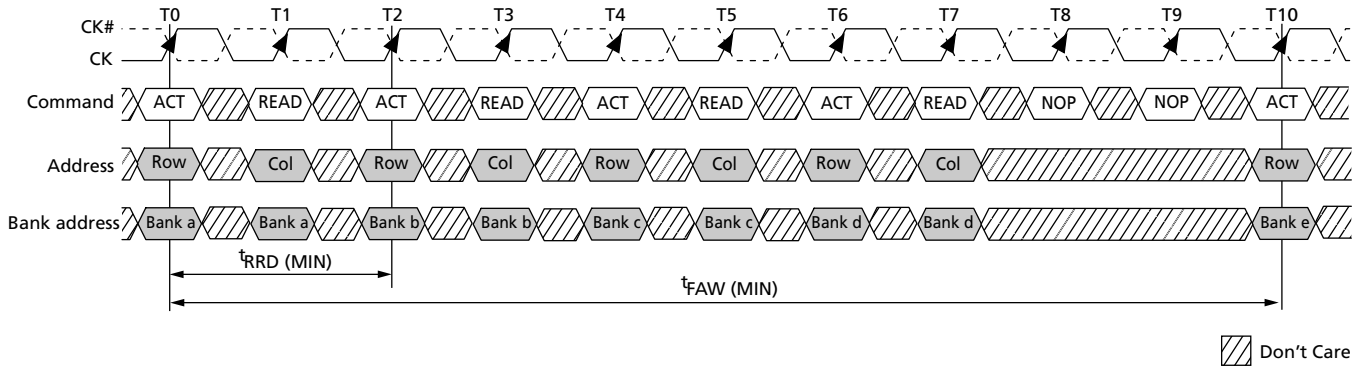 T0 T1 T2 T3 T4 T5 T6 T7 T8 T9 T10
CK#
CK
Command ACT READ ACT READ ACT READ ACT READ NOP NOP ACT
Address Row Col Row Col Row Col Row Col Row
Bank address Bank a Bank a Bank b Bank b Bank c Bank c Bank d Bank d Bank e
tRRD (MIN)
tFAW (MIN)
Don't Care